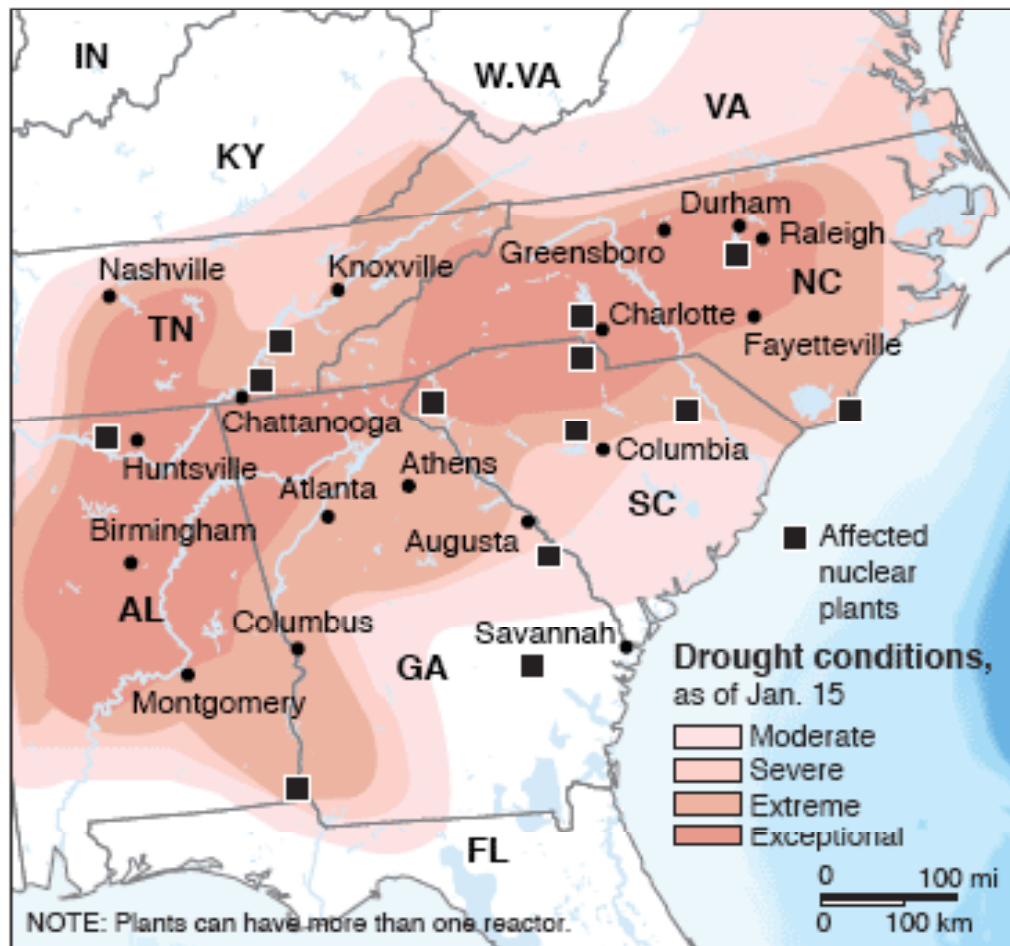 IN
W.VA
VA
KY
Durham
Greensboro
Raleigh
Nashville
Knoxville
NC
TN
Charlotte
Fayetteville
Chattanooga
Columbia
Huntsville
Athens
Atlanta
SC
Birmingham
Augusta
Affected
nuclear
plants
AL
Columbus
Savannah
GA
Drought conditions,
as of Jan. 15
Montgomery
Moderate
Severe
Extreme
Exceptional
FL
0 100 mi
0 100 km
NOTE: Plants can have more than one reactor.